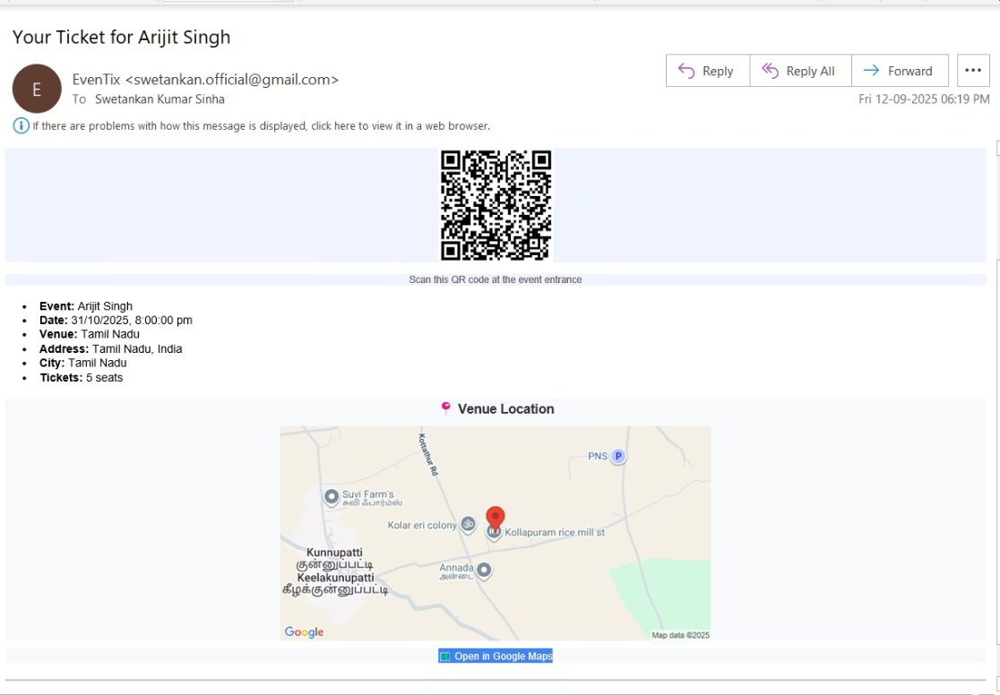 Your Ticket for Arijit Singh
E
EvenTix <swetankan.official@gmail.com>
To Swetankan Kumar Sinha
Reply
Reply All
Forward
Fri 12-09-2025 06:19 PM
If there are problems with how this message is displayed, click here to view it in a web browser.
Scan this QR code at the event entrance
• Event: Arijit Singh
• Date: 31/10/2025, 8:00:00 pm
• Venue: Tamil Nadu
• Address: Tamil Nadu, India
• City: Tamil Nadu
• Tickets: 5 seats
Venue Location
Kottathur Rd
PNS P
Suvi Farm's
சுவி ஃபார்ம்ஸ்
Kolar eri colony
Kollapuram rice mill st
Kunnupatti
குன்னுப்பட்டி
Keelakunupatti
கீழக்குன்னுப்பட்டி
Annada
அன்னட
Google
Map data ©2025
Open in Google Maps